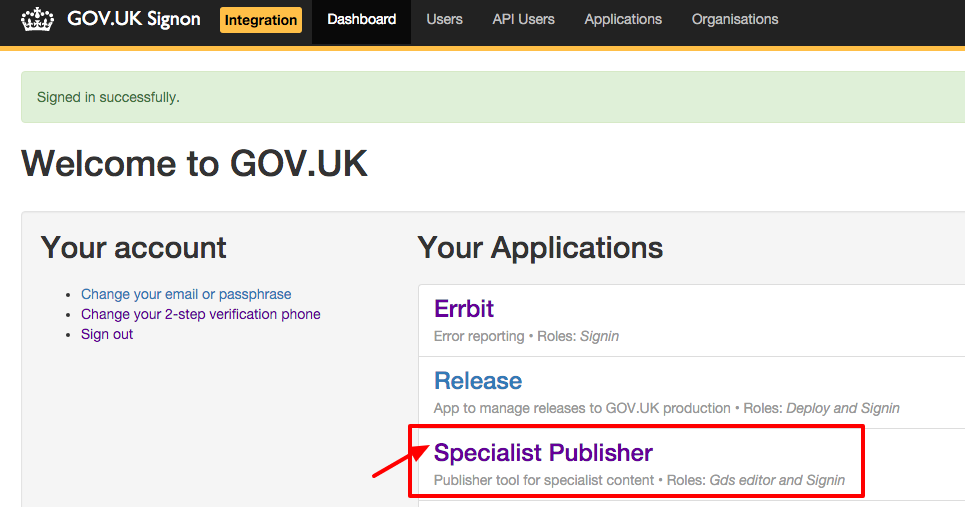 GOV.UK Signon Integration Dashboard Users API Users Applications Organisations
Signed in successfully.
Welcome to GOV.UK
Your account
Change your email or passphrase
Change your 2-step verification phone
Sign out
Your Applications
Errbit
Error reporting • Roles: Signin
Release
App to manage releases to GOV.UK production • Roles: Deploy and Signin
Specialist Publisher
Publisher tool for specialist content • Roles: Gds editor and Signin